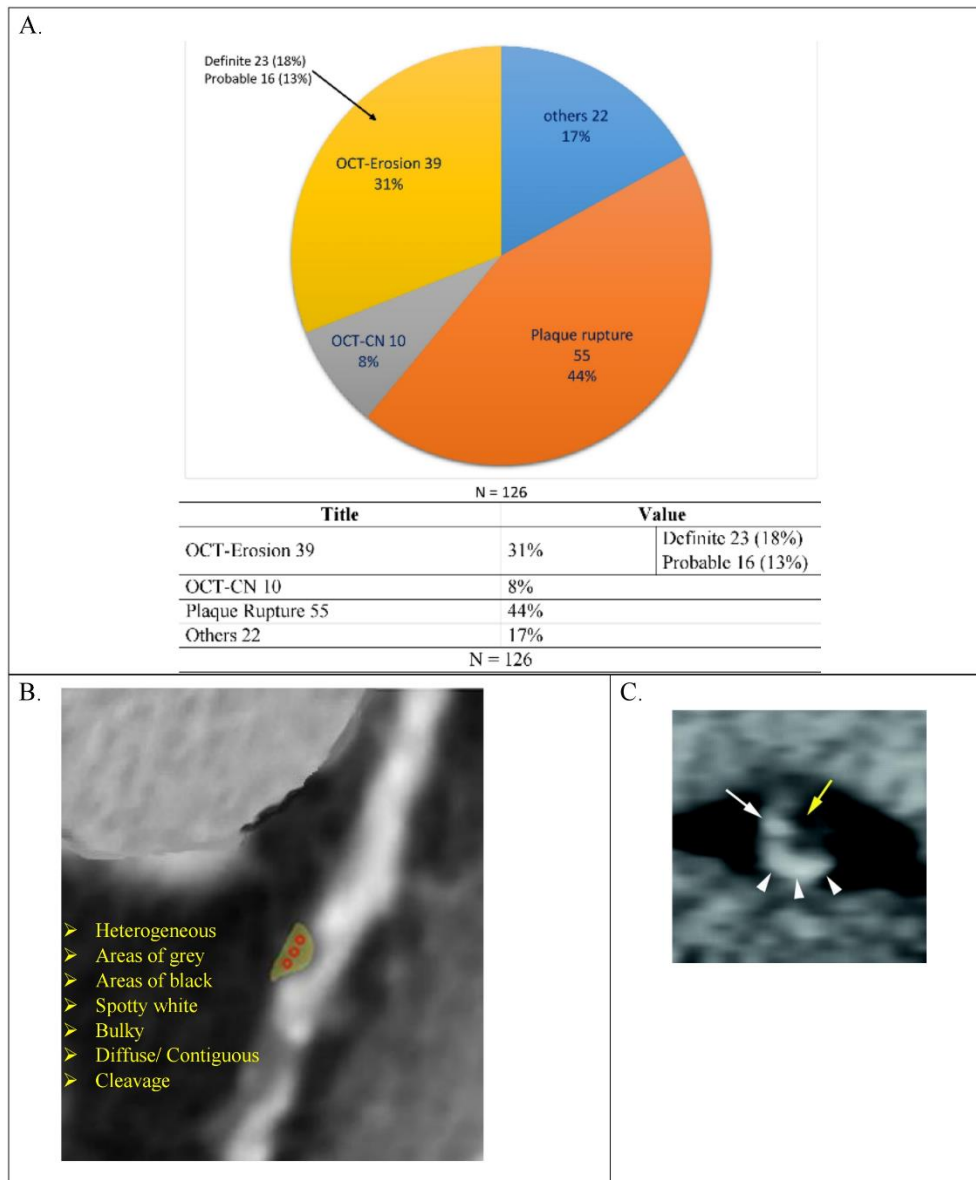 A.
Definite 23 (18%)
Probable 16 (13%)
others 22
17%
OCT-Erosion 39
31%
OCT-CN 10
8%
Plaque rupture
55
44%
N = 126
Title Value
OCT-Erosion 39 31% Definite 23 (18%)
Probable 16 (13%)
OCT-CN 10 8%
Plaque Rupture 55 44%
Others 22 17%
N = 126
B.
➢ Heterogeneous
➢ Areas of grey
➢ Areas of black
➢ Spotty white
➢ Bulky
➢ Diffuse/ Contiguous
➢ Cleavage
C.